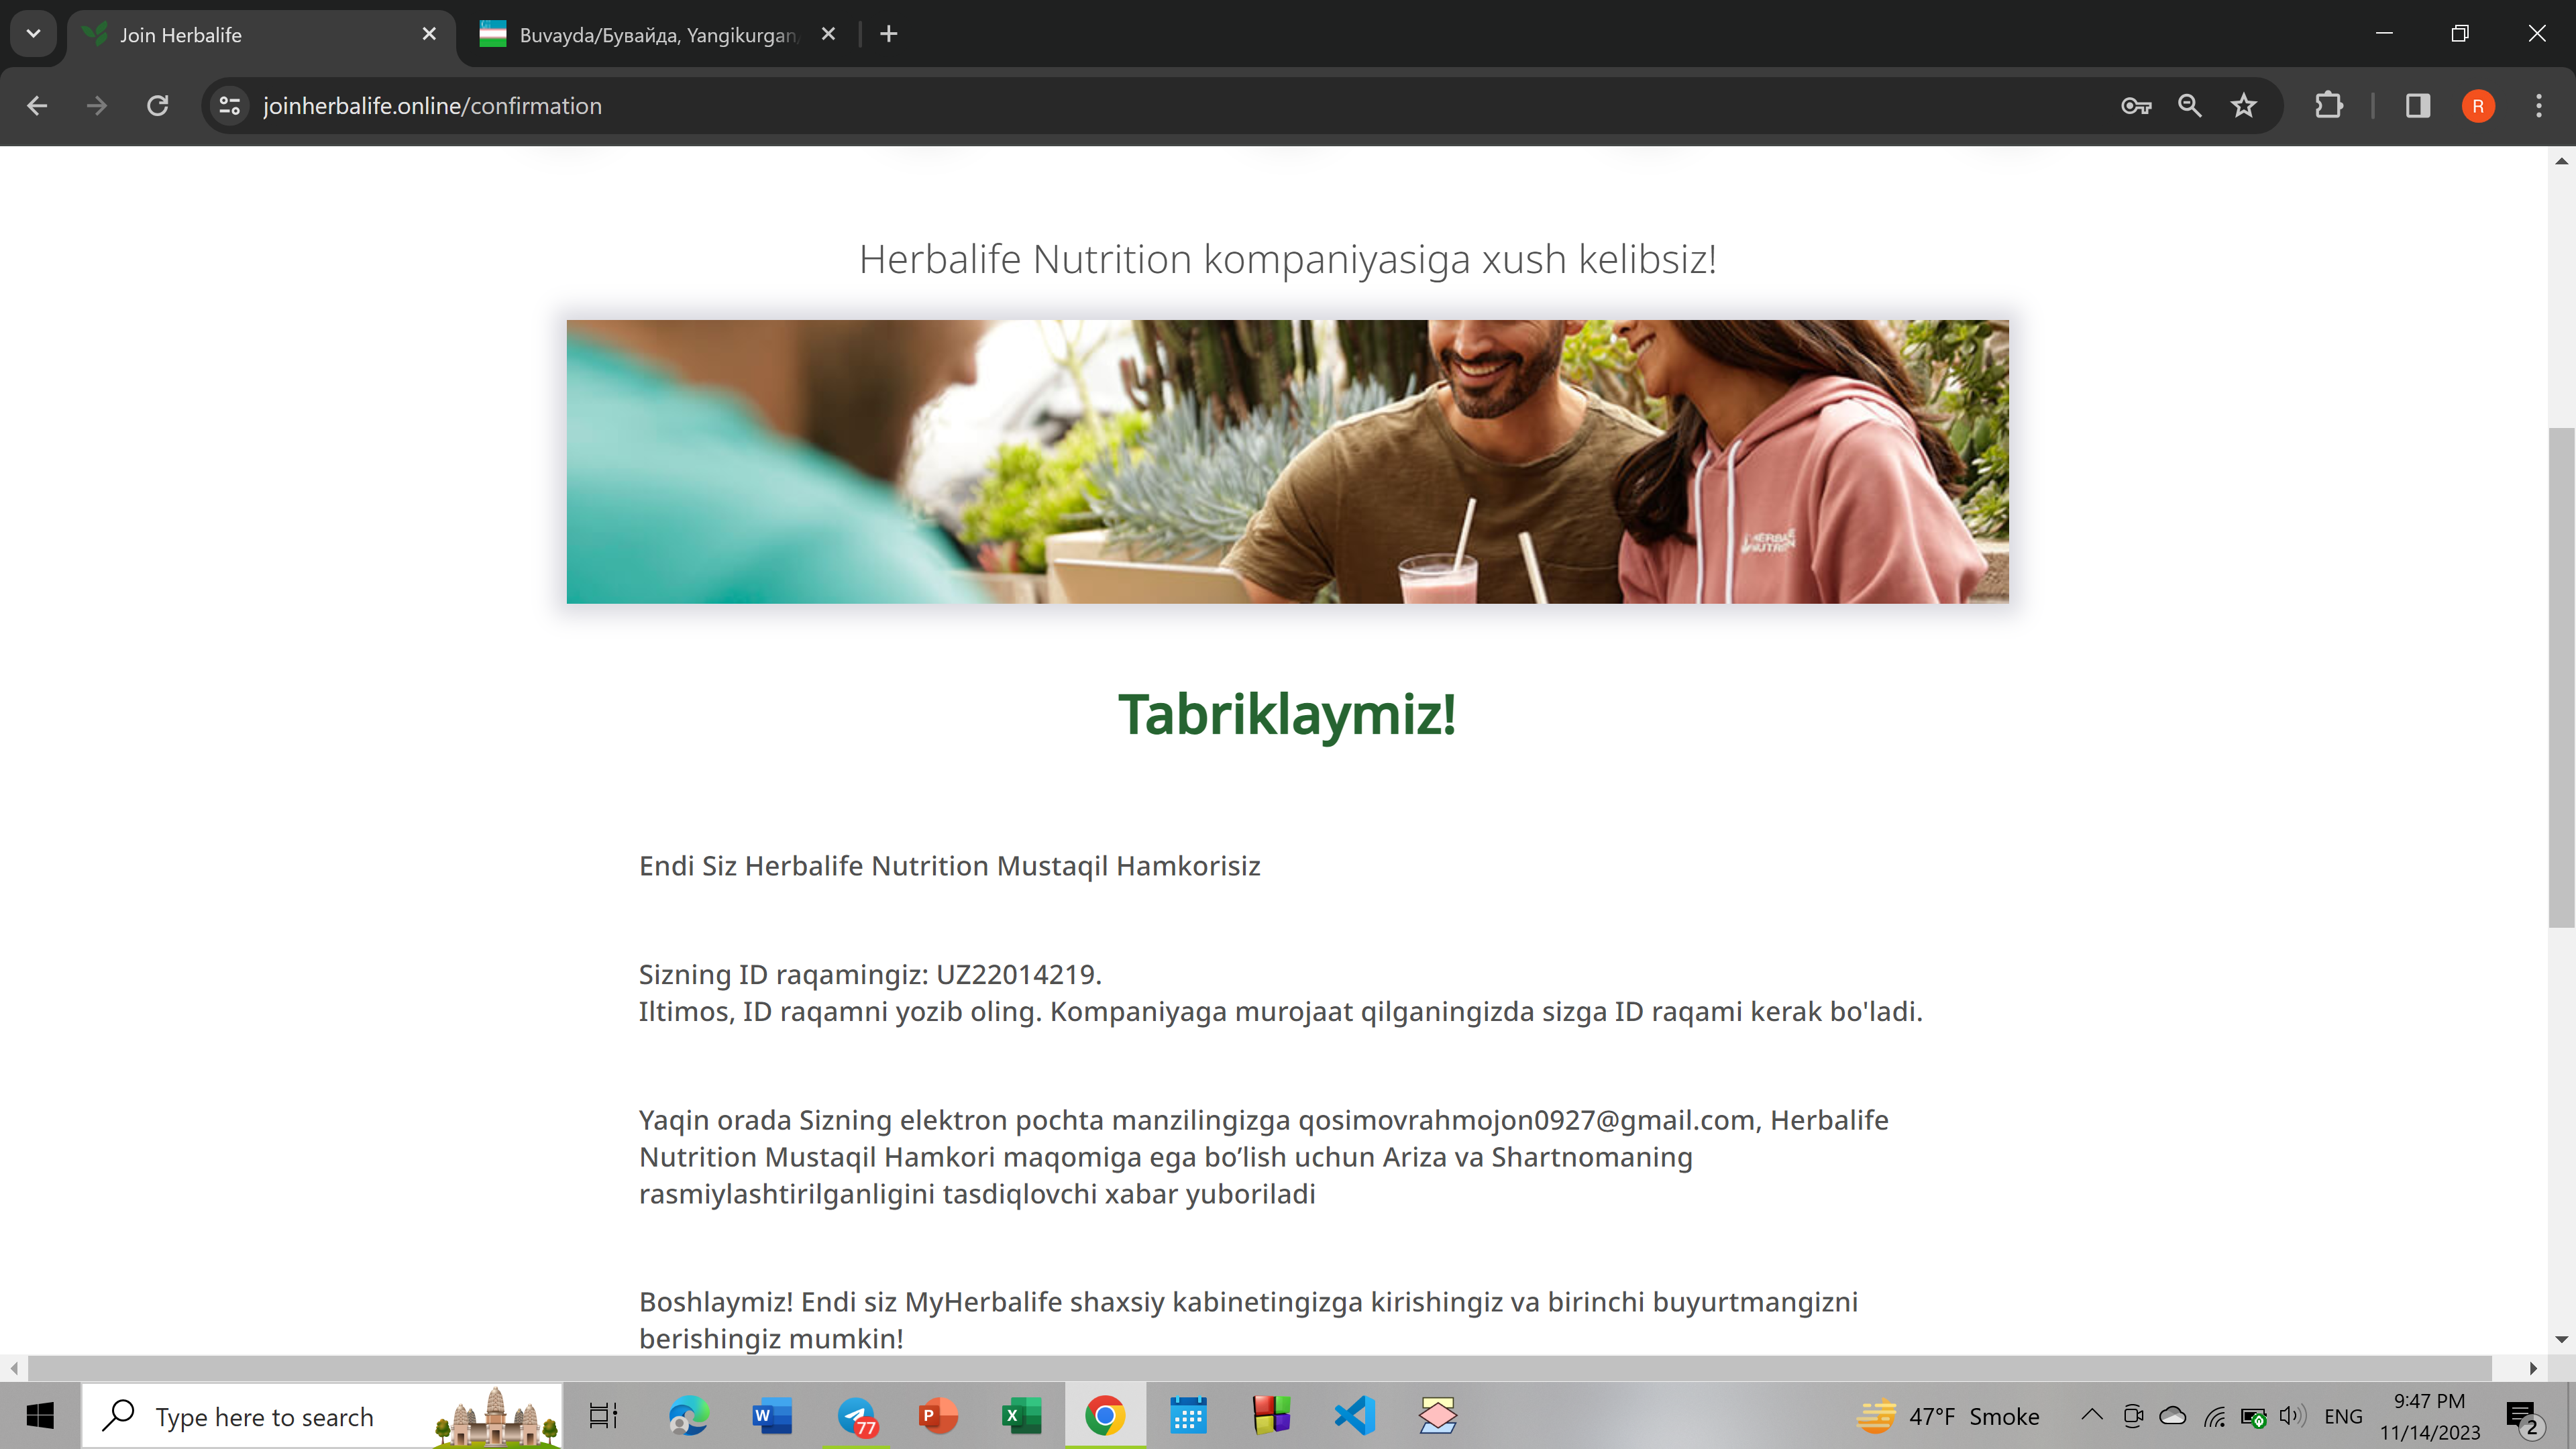 Join Herbalife
Buvayda/Бувайда, Yangikurgan/
joinherbalife.online/confirmation
R
Herbalife Nutrition kompaniyasiga xush kelibsiz!
HERBAL
NUTRITION
Tabriklaymiz!
Endi Siz Herbalife Nutrition Mustaqil Hamkorisiz
Sizning ID raqamingiz: UZ22014219.
Iltimos, ID raqamni yozib oling. Kompaniyaga murojaat qilganingizda sizga ID raqami kerak bo'ladi.
Yaqin orada Sizning elektron pochta manzilingizga qosimovrahmojon0927@gmail.com, Herbalife
Nutrition Mustaqil Hamkori maqomiga ega bo’lish uchun Ariza va Shartnomaning
rasmiylashtirilganligini tasdiqlovchi xabar yuboriladi
Boshlaymiz! Endi siz MyHerbalife shaxsiy kabinetingizga kirishingiz va birinchi buyurtmangizni
berishingiz mumkin!
Type here to search
77
47°F Smoke
ENG
9:47 PM
11/14/2023
2